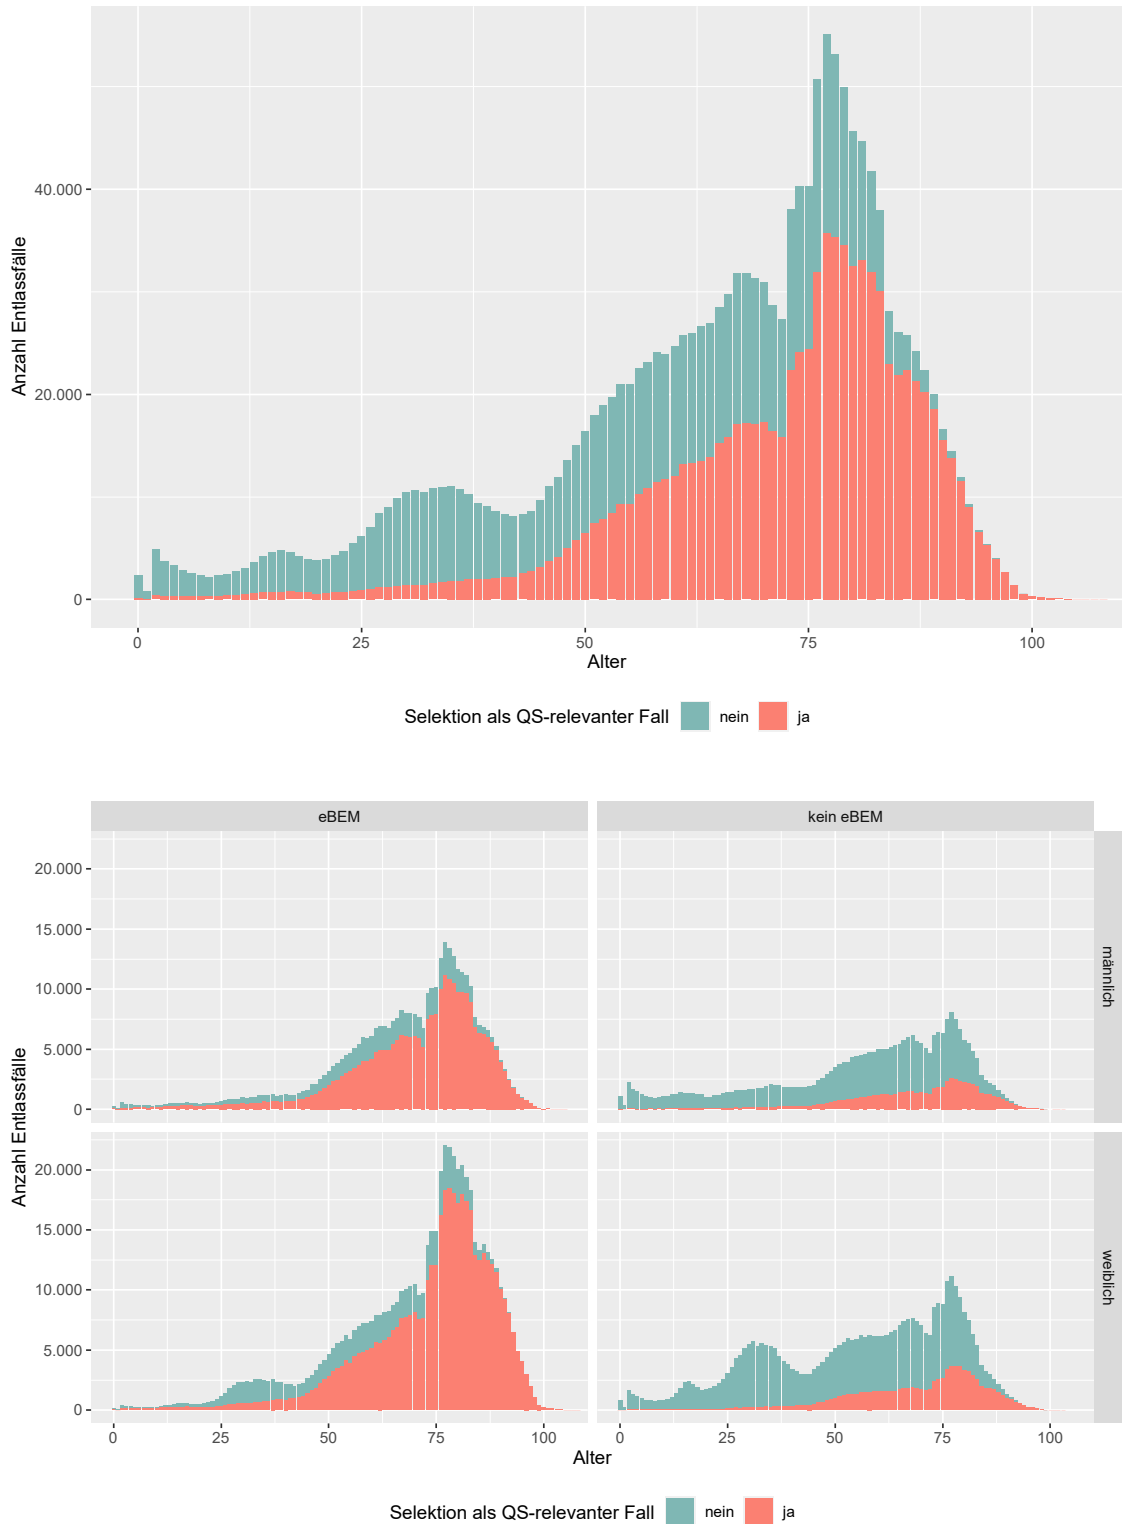 Anzahl Entlassfälle
40.000
20.000
0
0 25 50 75 100
Alter
Selektion als QS-relevanter Fall nein ja
eBEM kein eBEM
Anzahl Entlassfälle
20.000
15.000
10.000
5.000
0
männlich
20.000
15.000
10.000
5.000
0
weiblich
0 25 50 75 100 0 25 50 75 100
Alter
Selektion als QS-relevanter Fall nein ja